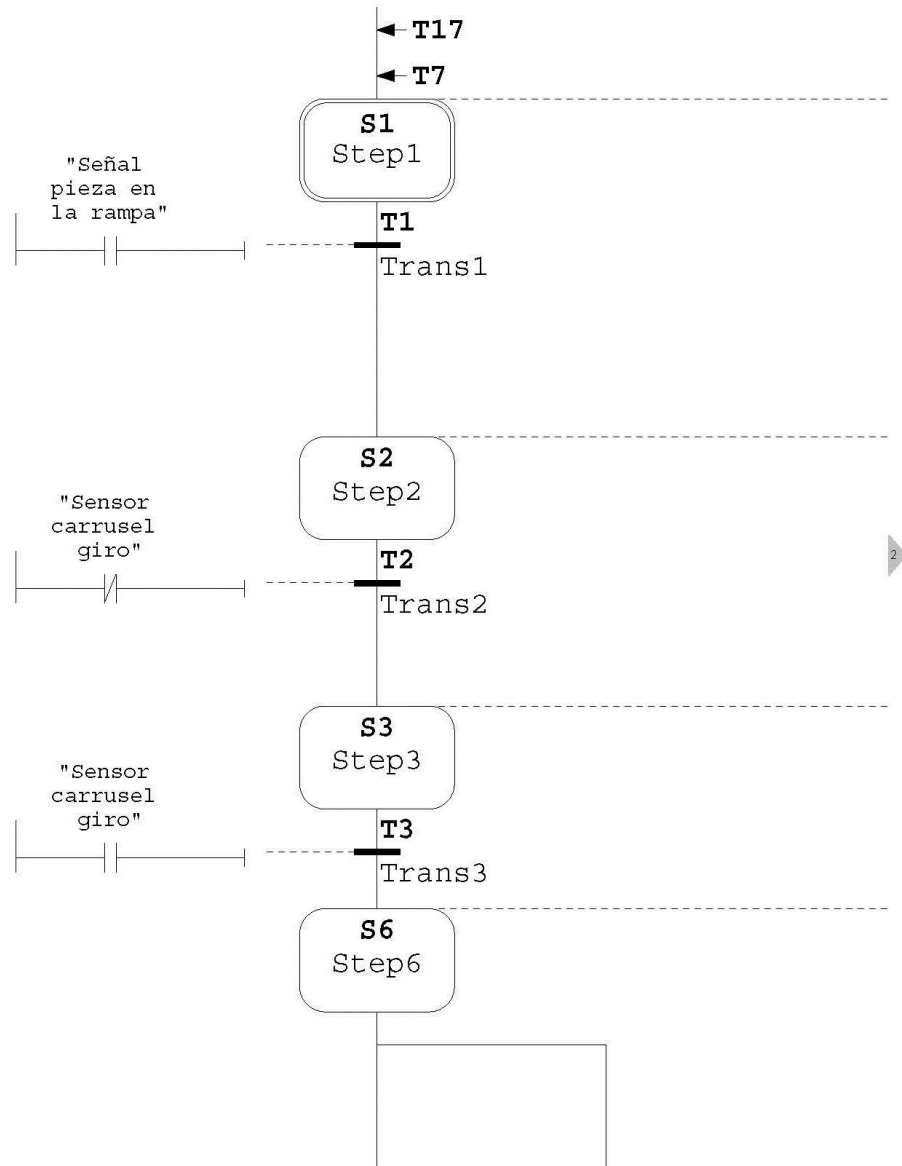 T17
T7
S1
Step1
"Señal
pieza en
la rampa"
T1
Trans1
S2
Step2
"Sensor
carrusel
giro"
T2
Trans2
2
S3
Step3
"Sensor
carrusel
giro"
T3
Trans3
S6
Step6